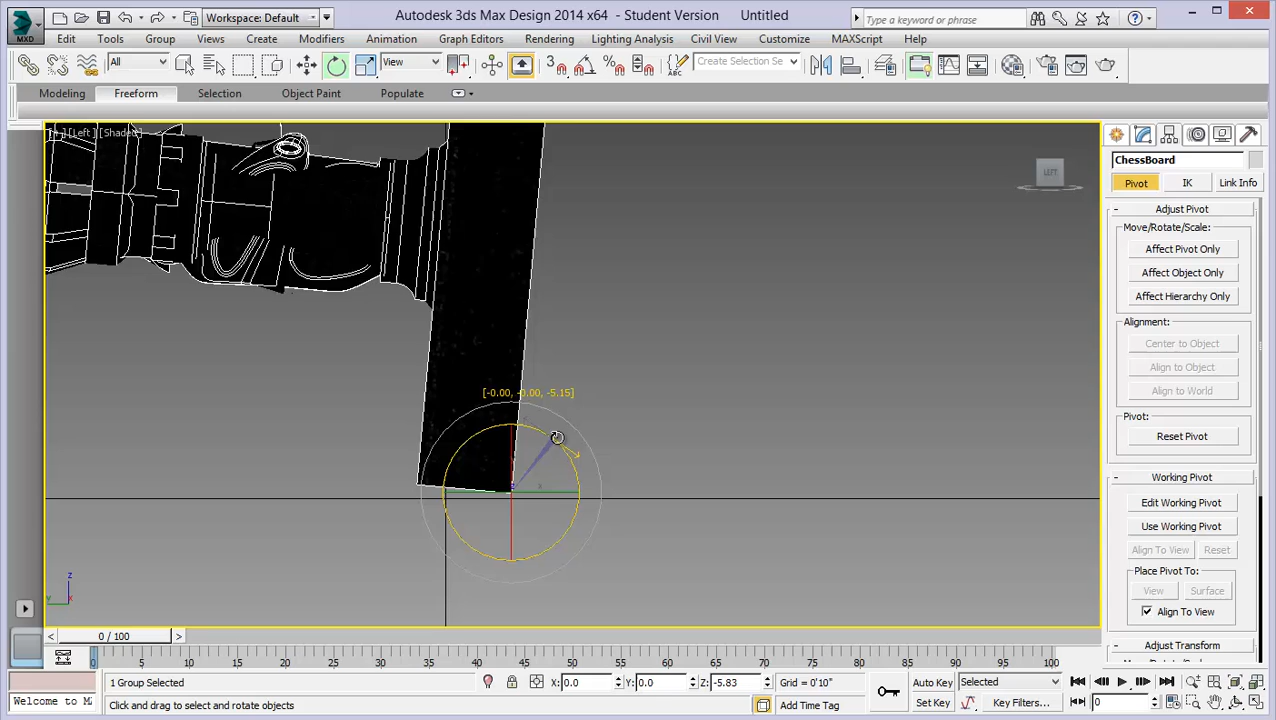 MXD
Workspace: Default
Autodesk 3ds Max Design 2014 x64 - Student Version
Untitled
Type a keyword or phrase
Edit Tools Group Views Create Modifiers Animation Graph Editors Rendering Lighting Analysis Civil View Customize MAXScript Help
All View Create Selection Se
Modeling Freeform Selection Object Paint Populate
[Left] [Shaded]
LEFT
[-0.00, -0.00, -5.15]
x
z
y x
ChessBoard
Pivot IK Link Info
- Adjust Pivot
Move/Rotate/Scale:
Affect Pivot Only
Affect Object Only
Affect Hierarchy Only
Alignment:
Center to Object
Align to Object
Align to World
Pivot:
Reset Pivot
- Working Pivot
Edit Working Pivot
Use Working Pivot
Align To View Reset
Place Pivot To:
View Surface
Align To View
- Adjust Transform
< 0 / 100 >
0 5 10 15 20 25 30 35 40 45 50 55 60 65 70 75 80 85 90 95 100
1 Group Selected X: 0.0 Y: 0.0 Z: -5.83 Grid = 0'10" Auto Key Selected
Welcome to M Click and drag to select and rotate objects Add Time Tag Set Key Key Filters... 0